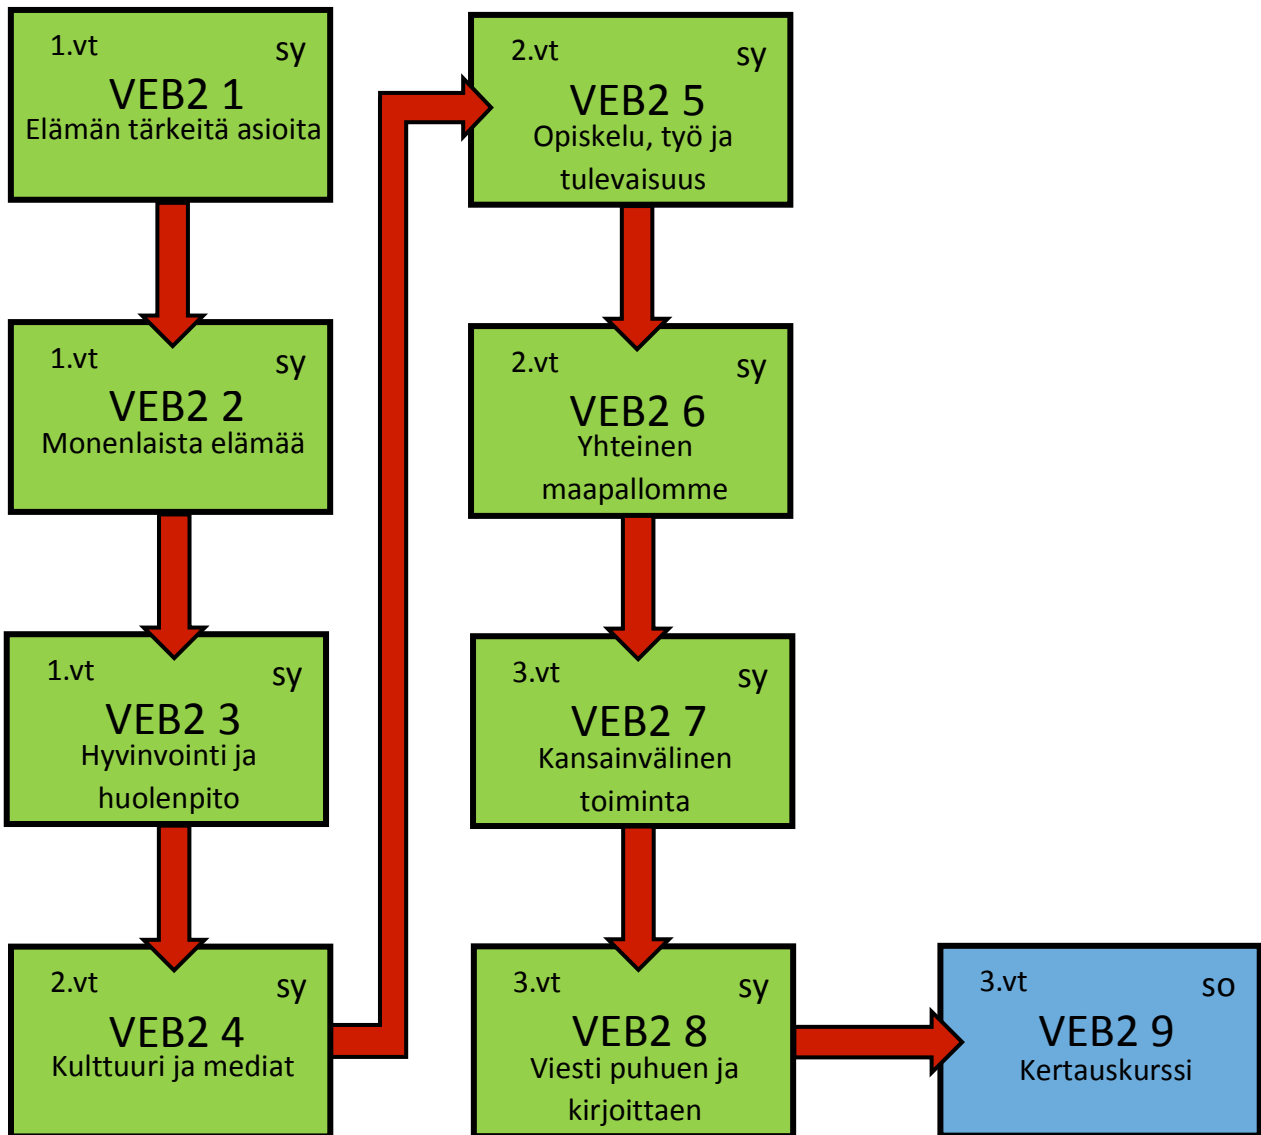 1.vt sy
VEB2 1
Elämän tärkeitä asioita
1.vt sy
VEB2 2
Monenlaista elämää
1.vt sy
VEB2 3
Hyvinvointi ja
huolenpito
2.vt sy
VEB2 4
Kulttuuri ja mediat
2.vt sy
VEB2 5
Opiskelu, työ ja
tulevaisuus
2.vt sy
VEB2 6
Yhteinen
maapallomme
3.vt sy
VEB2 7
Kansainvälinen
toiminta
3.vt sy
VEB2 8
Viesti puhuen ja
kirjoittaen
3.vt so
VEB2 9
Kertauskurssi